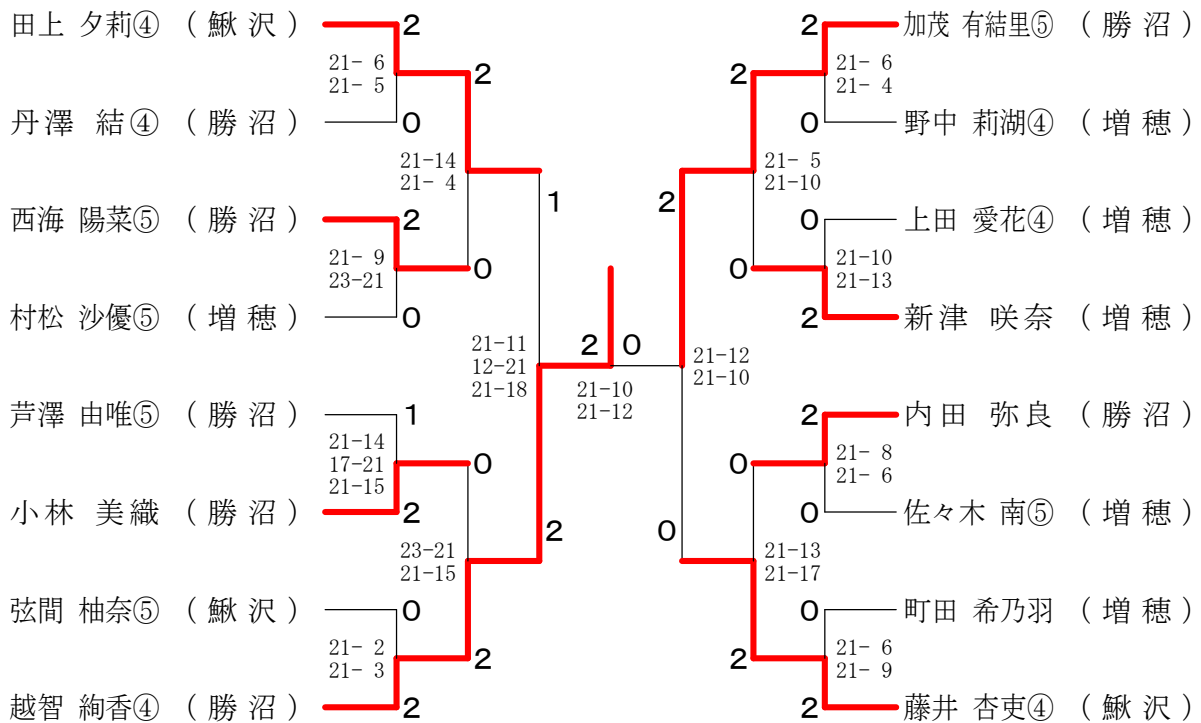 田上 夕莉④ (鰍沢) 2 2 加茂 有結里⑤ (勝沼)
21- 6 2 2 21- 6
21- 5 21- 4
丹澤 結④ (勝沼) 0 0 野中 莉湖④ (増穂)
21-14 21- 5
21- 4 21-10
1 2
西海 陽菜⑤ (勝沼) 2 0 上田 愛花④ (増穂)
21- 9 0 0 21-10
23-21 21-13
村松 沙優⑤ (増穂) 0 2 新津 咲奈 (増穂)
21-11 2 0 21-12
12-21 21-10
21-18 21-10
21-12
芦澤 由唯⑤ (勝沼) 1 2 内田 弥良 (勝沼)
21-14 0 0 21- 8
17-21 21- 6
21-15
小林 美織 (勝沼) 2 0 佐々木 南⑤ (増穂)
2 0
23-21 21-13
21-15 21-17
弦間 柚奈⑤ (鰍沢) 0 0 町田 希乃羽 (増穂)
21- 2 2 2 21- 6
21- 3 21- 9
越智 絢香④ (勝沼) 2 2 藤井 杏吏④ (鰍沢)